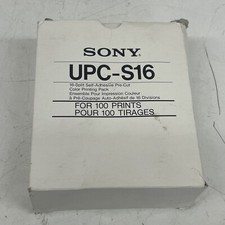 SONY
UPC-S16
16-Split Self-Adhesive Pre-Cut
Color Printing Pack
Ensemble Pour Impression Couleur
à Pré-Coupage Auto-Adhésif de 16 Divisions
FOR 100 PRINTS
POUR 100 TIRAGES